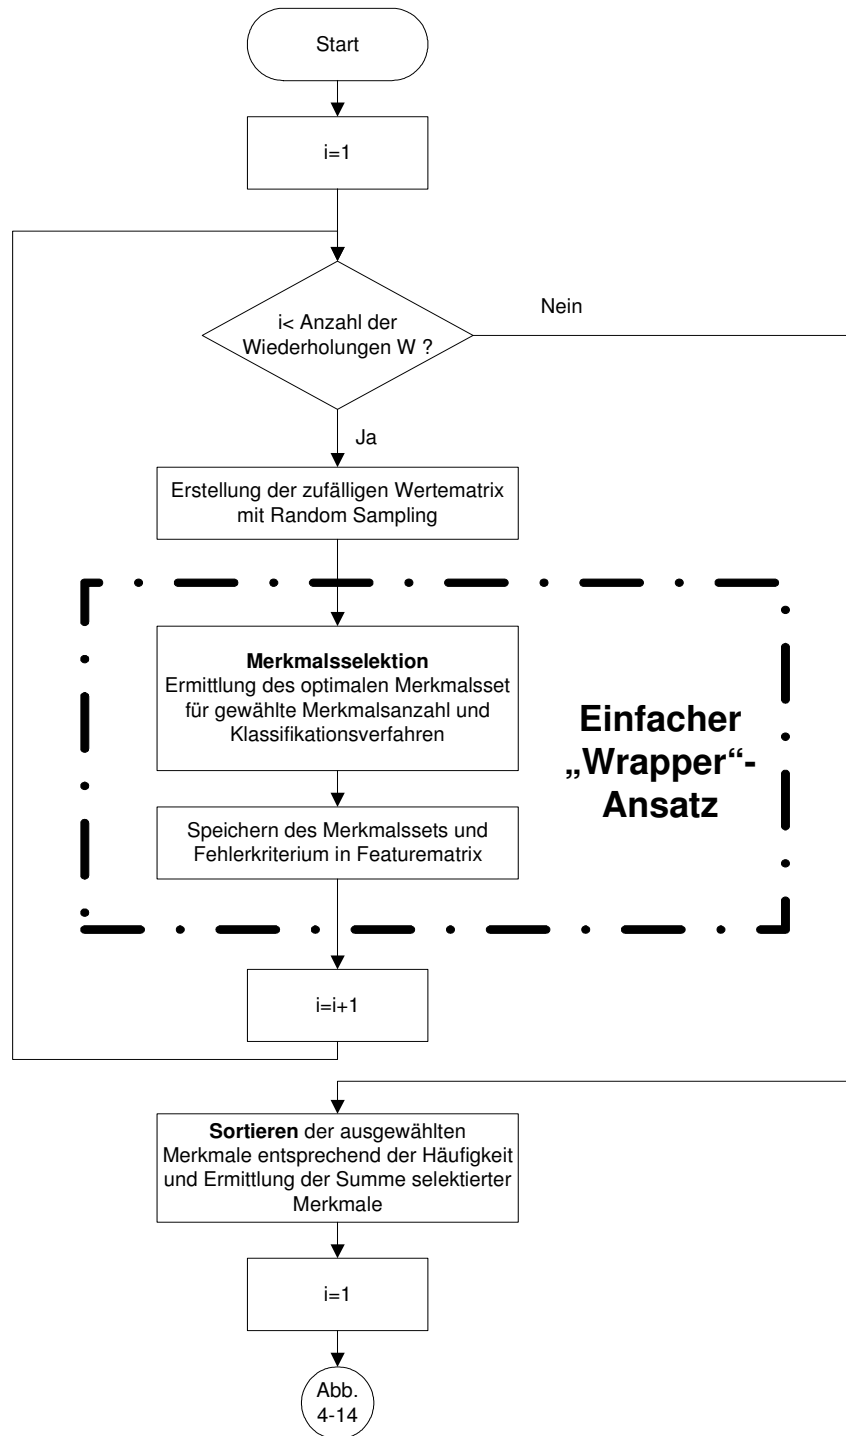 Start
i=1
i< Anzahl der
Wiederholungen W ?
Nein
Ja
Erstellung der zufälligen Wertematrix
mit Random Sampling
Merkmalsselektion
Ermittlung des optimalen Merkmalsset
für gewählte Merkmalsanzahl und
Klassifikationsverfahren
Einfacher
„Wrapper“-
Ansatz
Speichern des Merkmalssets und
Fehlerkriterium in Featurematrix
i=i+1
Sortieren der ausgewählten
Merkmale entsprechend der Häufigkeit
und Ermittlung der Summe selektierter
Merkmale
i=1
Abb.
4-14